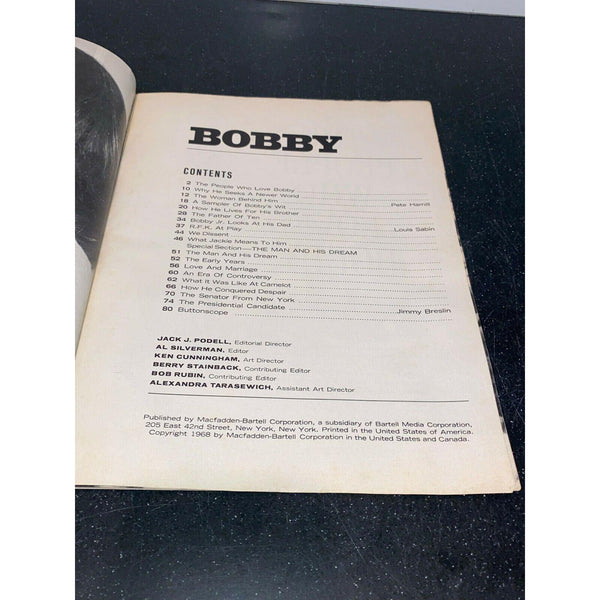 BOBBY
CONTENTS
2 The People Who Love Bobby
10 Why He Seeks A Newer World
12 The Woman Behind Him
18 A Sampler Of Bobby's Wit Pete Hamill
20 How He Lives For His Brother
28 The Father Of Ten
34 Bobby Jr. Looks At His Dad
37 R.F.K. At Play Louis Sabin
44 We Dissent
46 What Jackie Means To Him
Special Section—THE MAN AND HIS DREAM
51 The Man And His Dream
52 The Early Years
56 Love And Marriage
60 An Era Of Controversy
62 What It Was Like At Camelot
66 How He Conquered Despair
70 The Senator From New York
74 The Presidential Candidate Jimmy Breslin
80 Buttonscope
JACK J. PODELL, Editorial Director
AL SILVERMAN, Editor
KEN CUNNINGHAM, Art Director
BERRY STAINBACK, Contributing Editor
BOB RUBIN, Contributing Editor
ALEXANDRA TARASEWICH, Assistant Art Director
Published by Macfadden-Bartell Corporation, a subsidiary of Bartell Media Corporation,
205 East 42nd Street, New York, New York. Printed in the United States of America.
Copyright 1968 by Macfadden-Bartell Corporation in the United States and Canada.